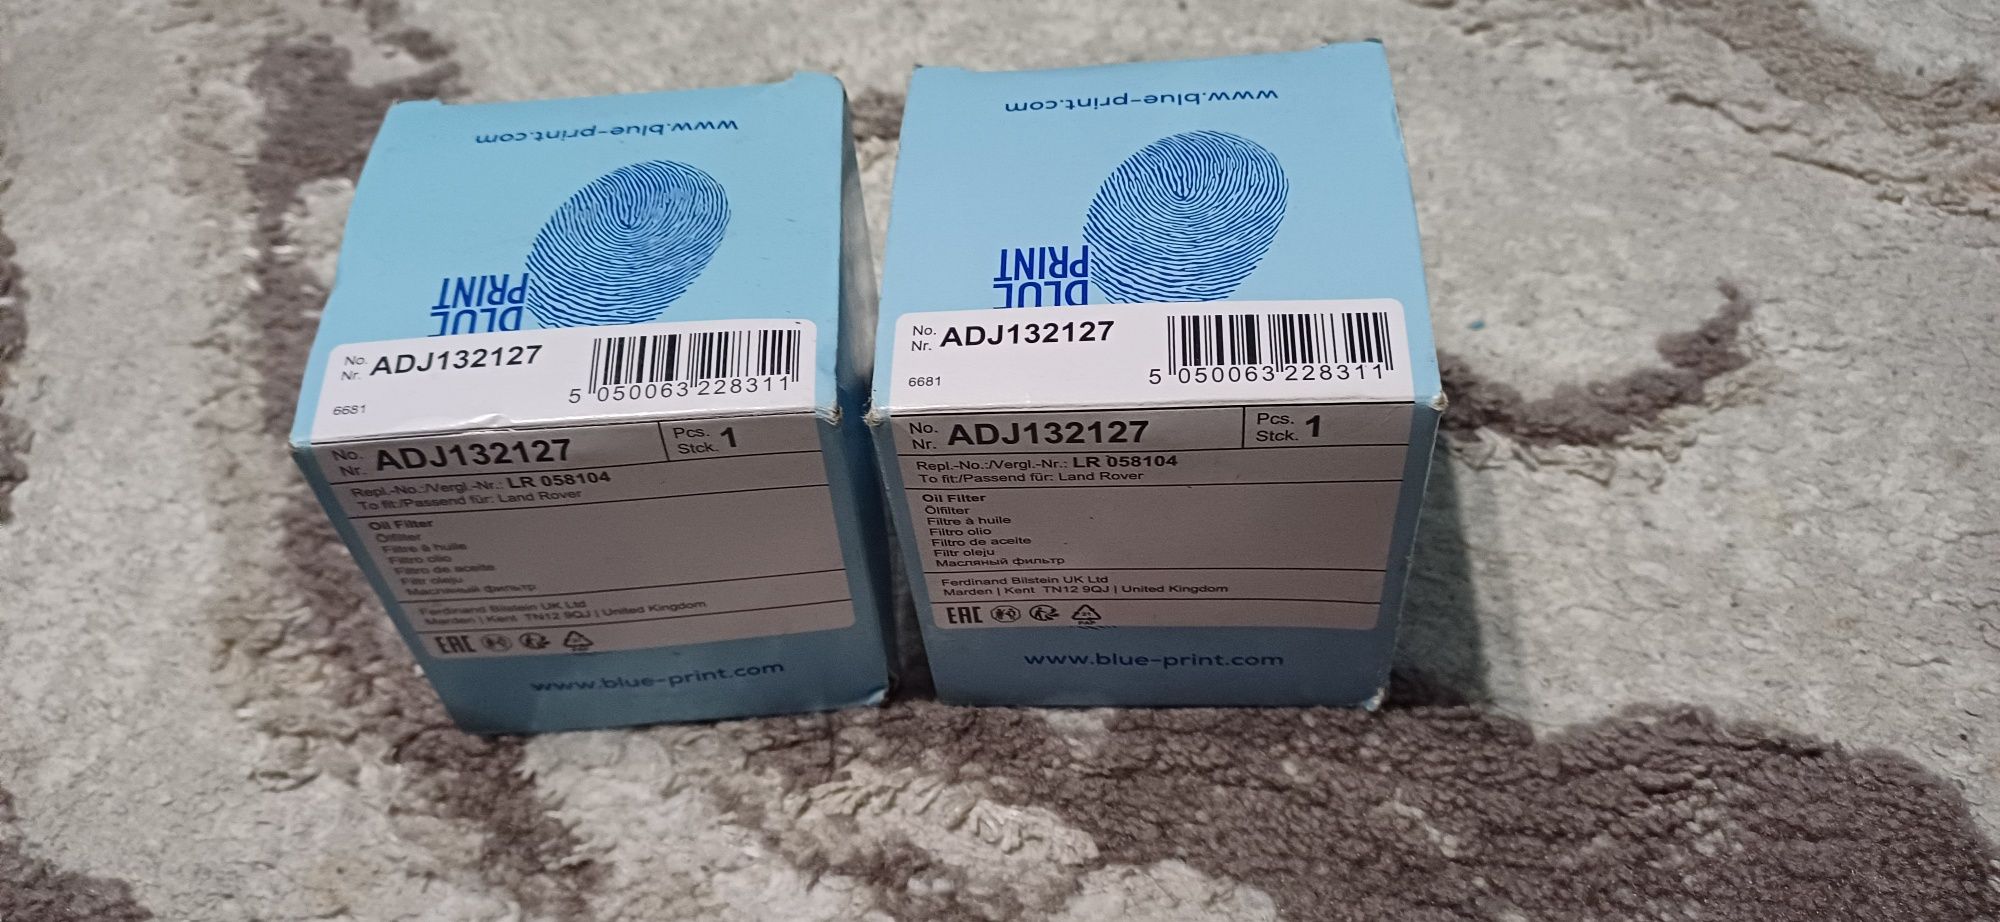 www.blue-print.com
BLUE
PRINT
No.
Nr. ADJ132127
6681
5 050063 228311
No.
Nr. ADJ132127
Pcs.
Stck. 1
Repl.-No.:/Vergl.-Nr.: LR 058104
To fit:/Passend für: Land Rover
Oil Filter
Ölfilter
Filtre à huile
Filtro olio
Filtro de aceite
Filtr oleju
Масляный фильтр
Ferdinand Bilstein UK Ltd
Marden | Kent TN12 9QJ | United Kingdom
EAC
www.blue-print.com
www.blue-print.com
BLUE
PRINT
No.
Nr. ADJ132127
6681
5 050063 228311
No.
Nr. ADJ132127
Pcs.
Stck. 1
Repl.-No.:/Vergl.-Nr.: LR 058104
To fit:/Passend für: Land Rover
Oil Filter
Ölfilter
Filtre à huile
Filtro olio
Filtro de aceite
Filtr oleju
Масляный фильтр
Ferdinand Bilstein UK Ltd
Marden | Kent TN12 9QJ | United Kingdom
EAC
21
PAP
www.blue-print.com